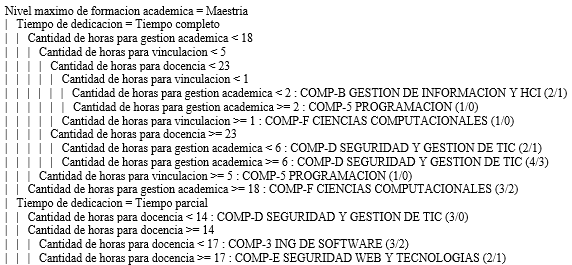 Nivel maximo de formacion academica = Maestria
| Tiempo de dedicacion = Tiempo completo
| | Cantidad de horas para gestion academica < 18
| | | Cantidad de horas para vinculacion < 5
| | | | Cantidad de horas para docencia < 23
| | | | | Cantidad de horas para vinculacion < 1
| | | | | | Cantidad de horas para gestion academica < 2 : COMP-B GESTION DE INFORMACION Y HCI (2/1)
| | | | | | Cantidad de horas para gestion academica >= 2 : COMP-5 PROGRAMACION (1/0)
| | | | | Cantidad de horas para vinculacion >= 1 : COMP-F CIENCIAS COMPUTACIONALES (1/0)
| | | | Cantidad de horas para docencia >= 23
| | | | | Cantidad de horas para gestion academica < 6 : COMP-D SEGURIDAD Y GESTION DE TIC (2/1)
| | | | | Cantidad de horas para gestion academica >= 6 : COMP-D SEGURIDAD Y GESTION DE TIC (4/3)
| | | Cantidad de horas para vinculacion >= 5 : COMP-5 PROGRAMACION (1/0)
| | Cantidad de horas para gestion academica >= 18 : COMP-F CIENCIAS COMPUTACIONALES (3/2)
| Tiempo de dedicacion = Tiempo parcial
| | Cantidad de horas para docencia < 14 : COMP-D SEGURIDAD Y GESTION DE TIC (3/0)
| | Cantidad de horas para docencia >= 14
| | | Cantidad de horas para docencia < 17 : COMP-3 ING DE SOFTWARE (3/2)
| | | Cantidad de horas para docencia >= 17 : COMP-E SEGURIDAD WEB Y TECNOLOGIAS (2/1)